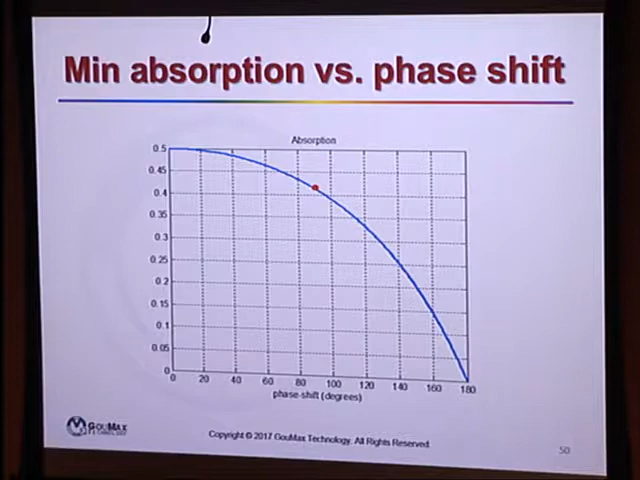 Min absorption vs. phase shift
Absorption
0.5
0.45
0.4
0.35
0.3
0.25
0.2
0.15
0.1
0.05
0
0 20 40 60 80 100 120 140 160 180
phase-shift (degrees)
GOUMAX
Copyright © 2017 GouMax Technology. All Rights Reserved
50